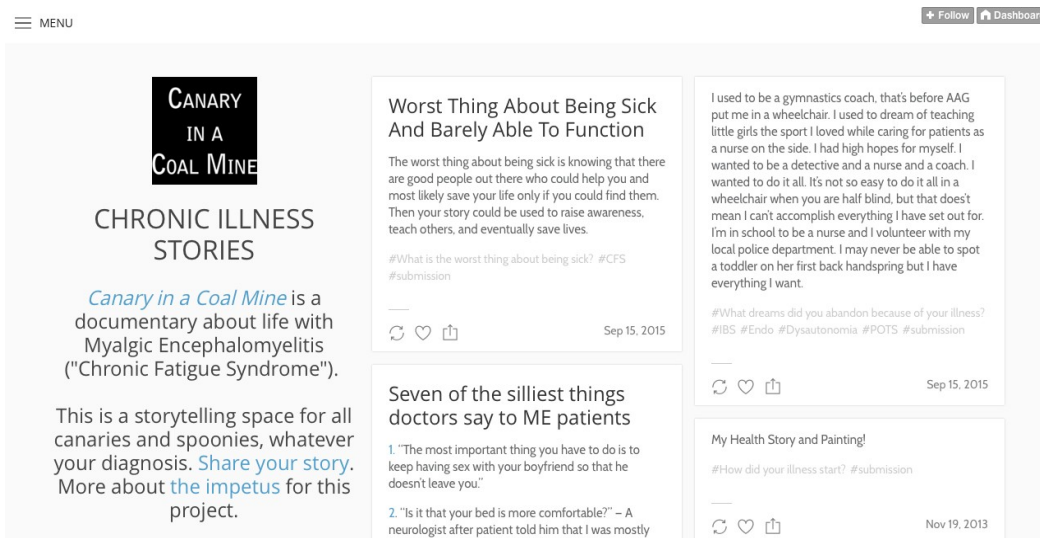 MENU
Follow
Dashboar
CANARY
IN A
COAL MINE
CHRONIC ILLNESS
STORIES
Canary in a Coal Mine is a
documentary about life with
Myalgic Encephalomyelitis
("Chronic Fatigue Syndrome").
This is a storytelling space for all
canaries and spoonies, whatever
your diagnosis. Share your story.
More about the impetus for this
project.
Worst Thing About Being Sick
And Barely Able To Function
The worst thing about being sick is knowing that there
are good people out there who could help you and
most likely save your life only if you could find them.
Then your story could be used to raise awareness,
teach others, and eventually save lives.
#What is the worst thing about being sick? #CFS
#submission
Sep 15, 2015
Seven of the silliest things
doctors say to ME patients
1. "The most important thing you have to do is to
keep having sex with your boyfriend so that he
doesn't leave you."
2. "Is it that your bed is more comfortable?" – A
neurologist after patient told him that I was mostly
I used to be a gymnastics coach, that's before AAG
put me in a wheelchair. I used to dream of teaching
little girls the sport I loved while caring for patients as
a nurse on the side. I had high hopes for myself. I
wanted to be a detective and a nurse and a coach. I
wanted to do it all. It's not so easy to do it all in a
wheelchair when you are half blind, but that does't
mean I can't accomplish everything I have set out for.
I'm in school to be a nurse and I volunteer with my
local police department. I may never be able to spot
a toddler on her first back handspring but I have
everything I want.
#What dreams did you abandon because of your illness?
#IBS #Endo #Dysautonomia #POTS #submission
Sep 15, 2015
My Health Story and Painting!
#How did your illness start? #submission
Nov 19, 2013